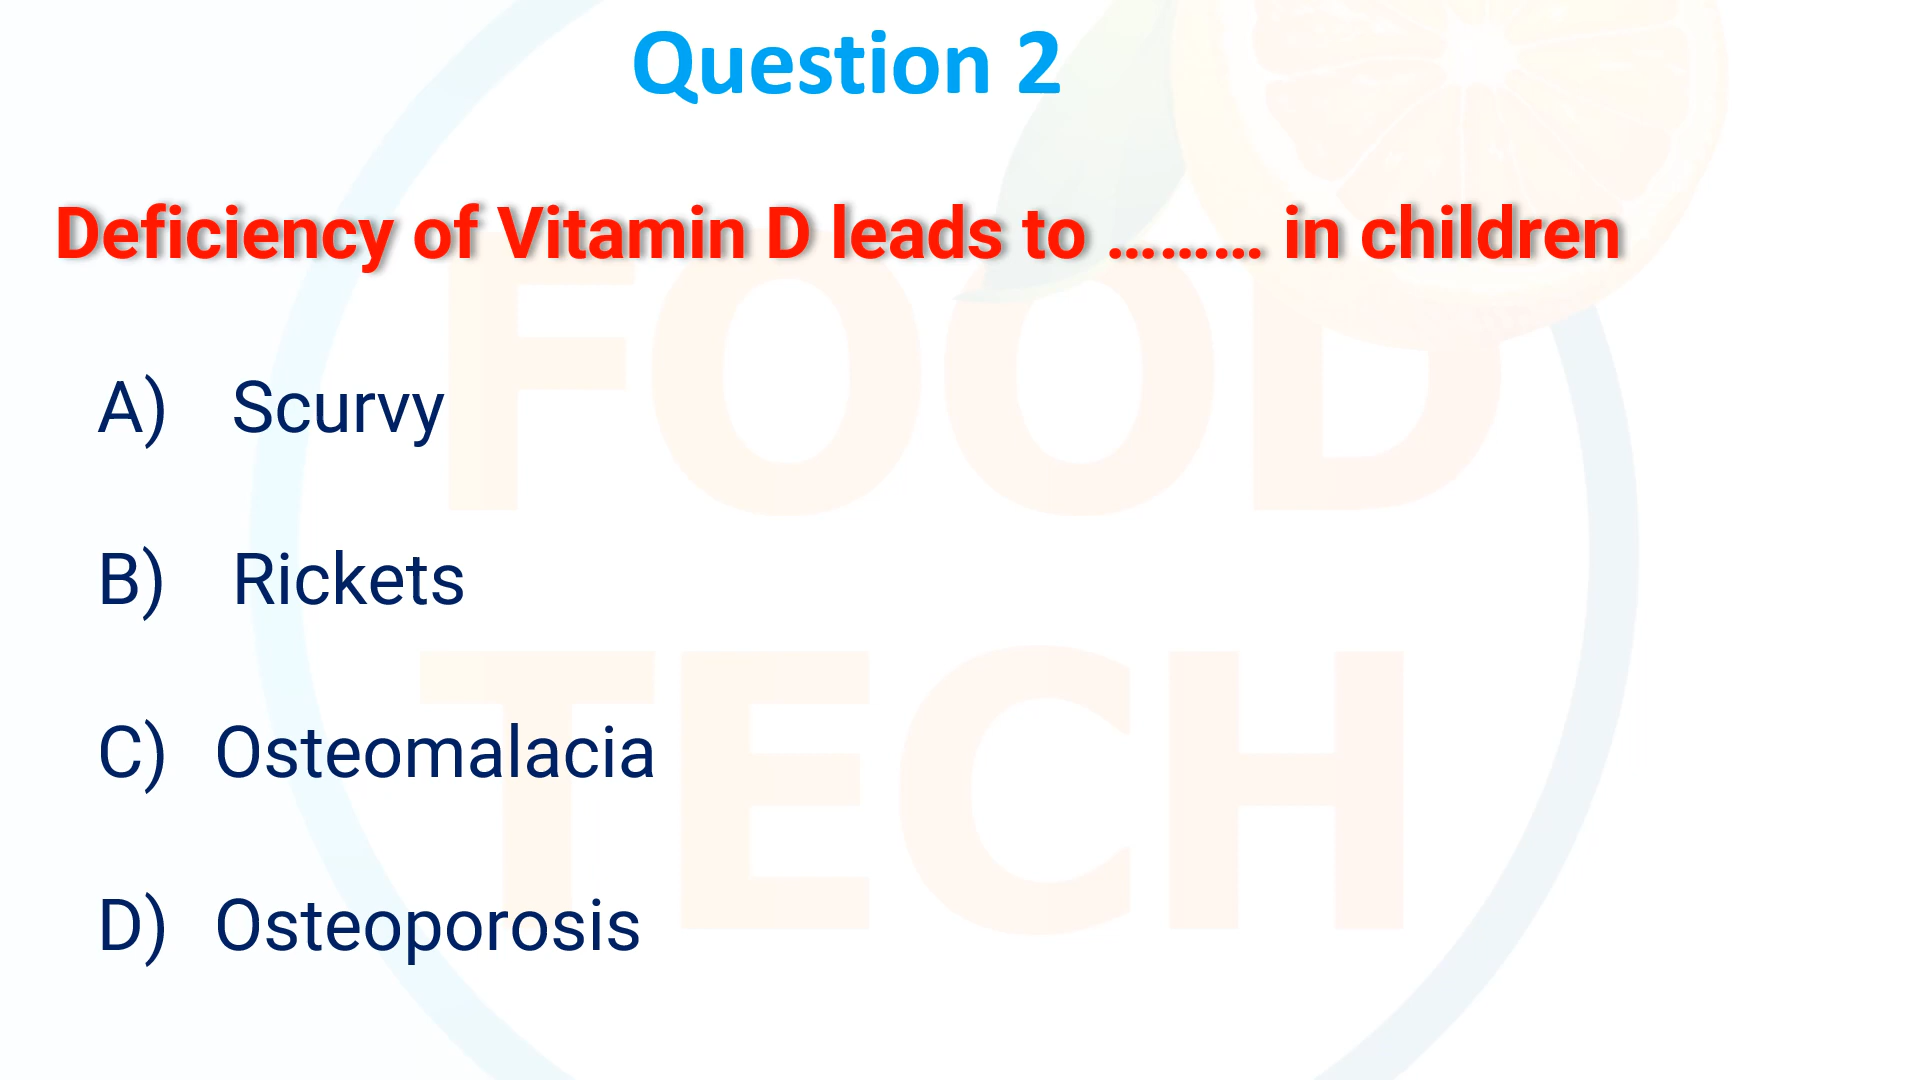 Question 2
Deficiency of Vitamin D leads to ……… in children
A) Scurvy
B) Rickets
C) Osteomalacia
D) Osteoporosis
FOOD
TECH